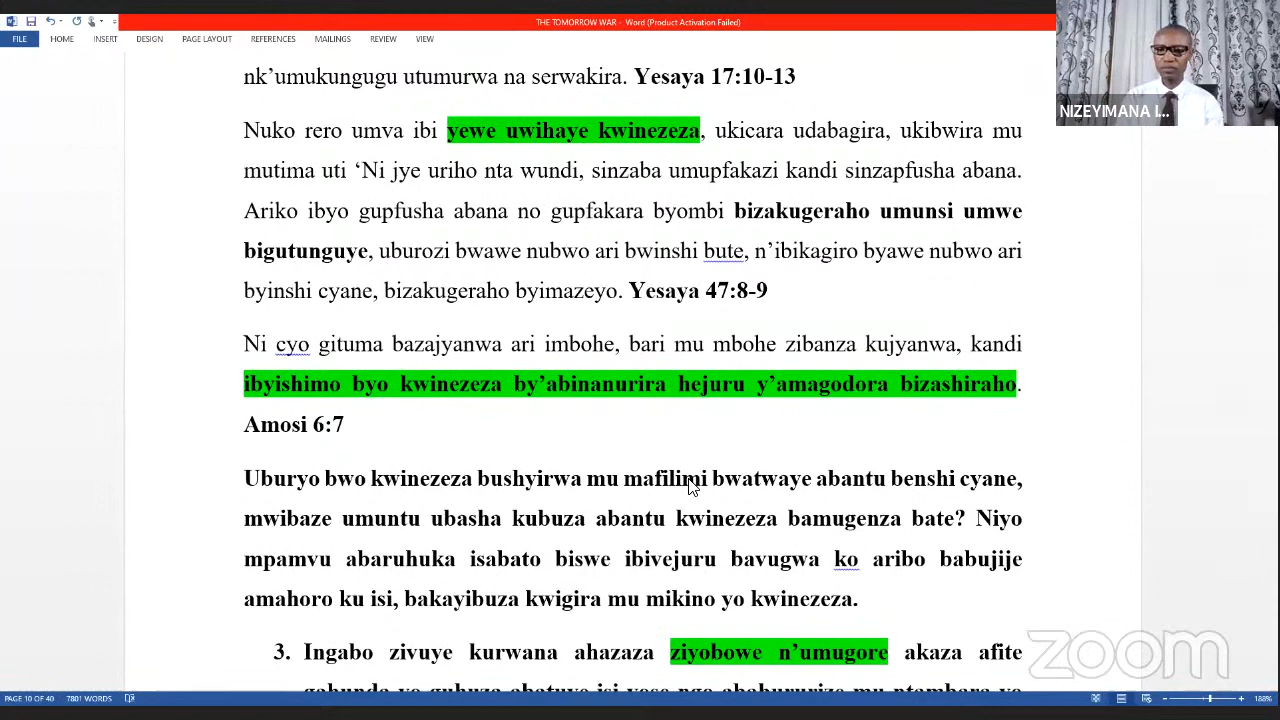 THE TOMORROW WAR - Word (Product Activation Failed)
FILE HOME INSERT DESIGN PAGE LAYOUT REFERENCES MAILINGS REVIEW VIEW
NIZEYIMANA I...
nk’umukungugu utumurwa na serwakira. Yesaya 17:10-13
Nuko rero umva ibi yewe uwihaye kwinezeza, ukicara udabagira, ukibwira mu
mutima uti ‘Ni jye uriho nta wundi, sinzaba umupfakazi kandi sinzapfusha abana.
Ariko ibyo gupfusha abana no gupfakara byombi bizakugeraho umunsi umwe
bigutunguye, uburozi bwawe nubwo ari bwinshi bute, n’ibikagiro byawe nubwo ari
byinshi cyane, bizakugeraho byimazeyo. Yesaya 47:8-9
Ni cyo gituma bazajyanwa ari imbohe, bari mu mbohe zibanza kujyanwa, kandi
ibyishimo byo kwinezeza by’abinanurira hejuru y’amagodora bizashiraho.
Amosi 6:7
Uburyo bwo kwinezeza bushyirwa mu mafilimi bwatwaye abantu benshi cyane,
mwibaze umuntu ubasha kubuza abantu kwinezeza bamugenza bate? Niyo
mpamvu abaruhuka isabato biswe ibivejuru bavugwa ko aribo babujije
amahoro ku isi, bakayibuza kwigira mu mikino yo kwinezeza.
3. Ingabo zivuye kurwana ahazaza ziyobowe n’umugore akaza afite
zoom
PAGE 10 OF 40 7801 WORDS
188%